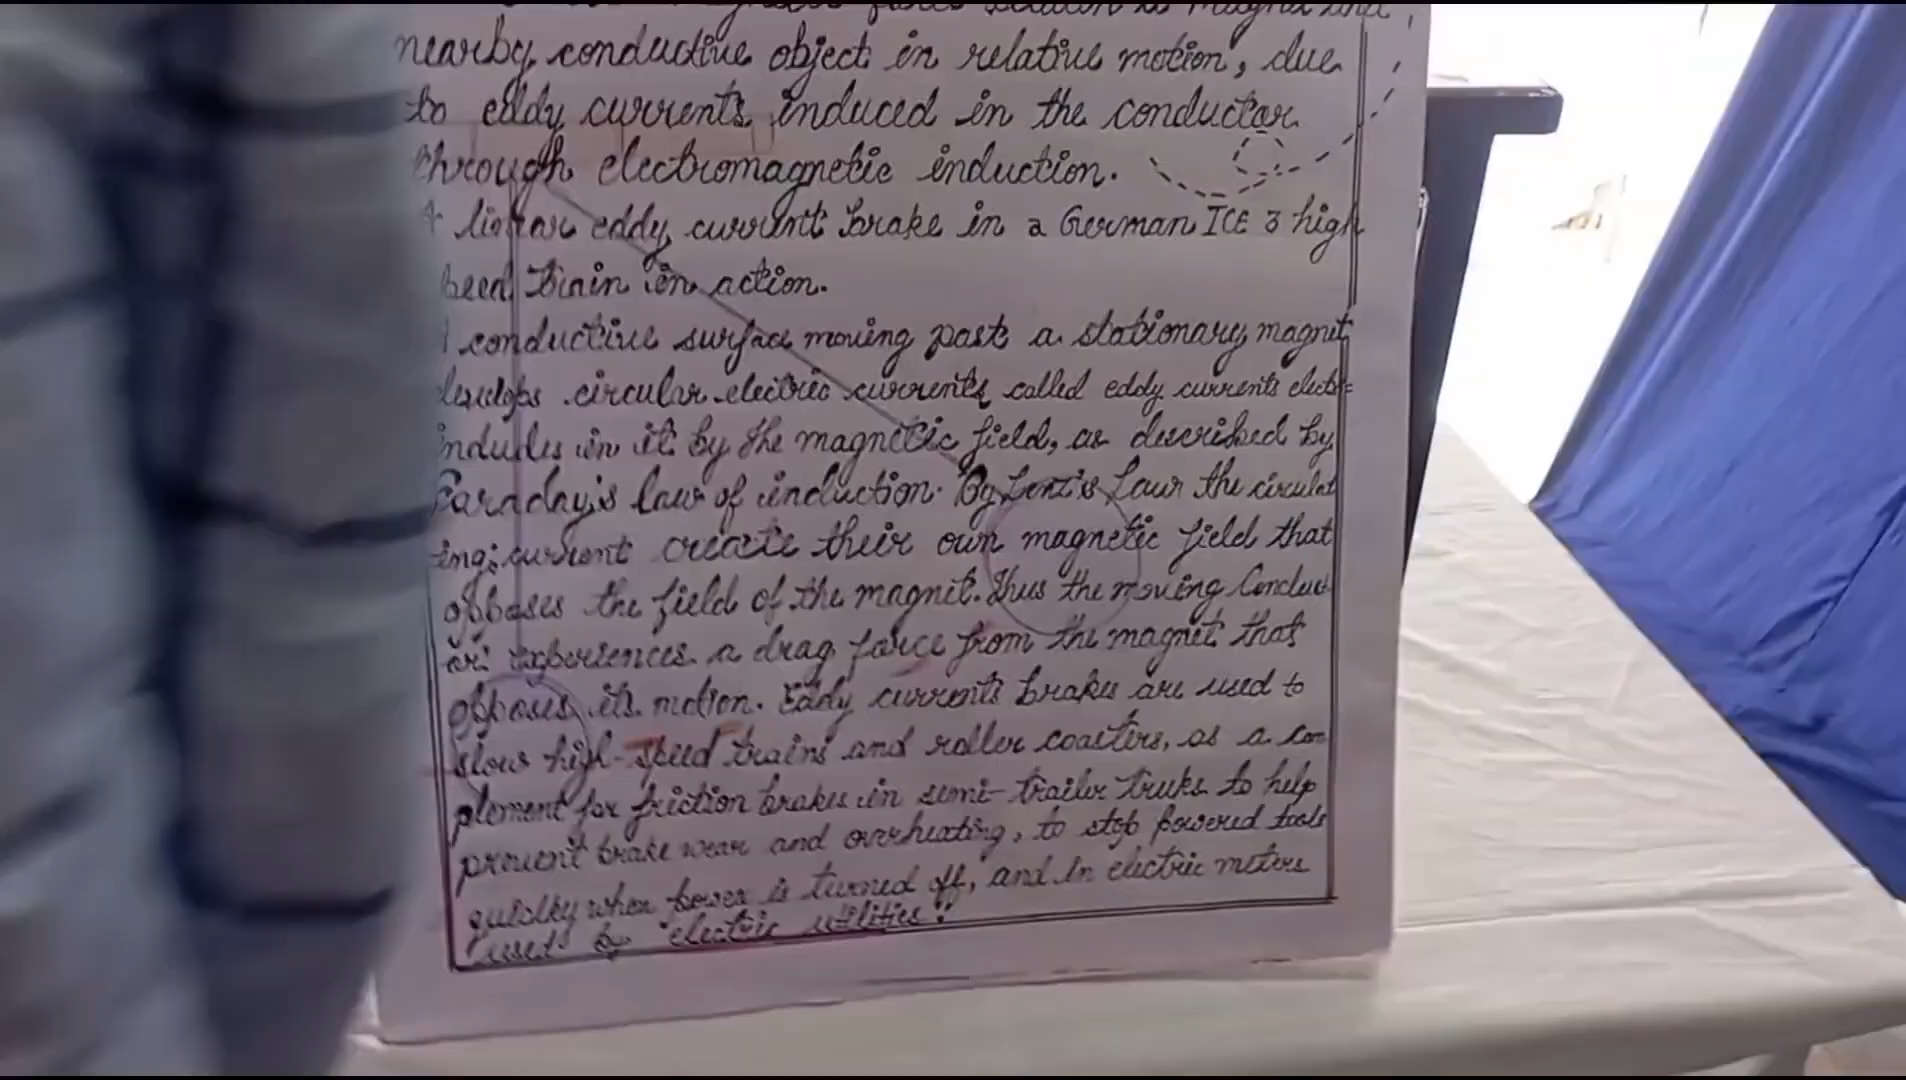 nearby conductive object in relative motion, due
to eddy currents induced in the conductor
through electromagnetic induction.
linear eddy current brake in a German ICE 3 high
train in action.
conductive surface moving past a stationary magnet
circular electric currents called eddy currents
in it by the magnetic field, as described by
Faraday's law of induction. By Lenz's Law the circulat
ing current create their own magnetic field that
opposes the field of the magnet. Thus the moving Conduct
or experiences a drag force from the magnet that
opposes its motion. Eddy currents brakes are used to
slow high-speed trains and roller coasters, as a com
plement for friction brakes in semi-trailer truks to help
prevent brake wear and overheating, to stop powered tools
quickly when power is turned off, and in electric meters
used by electric utilities.